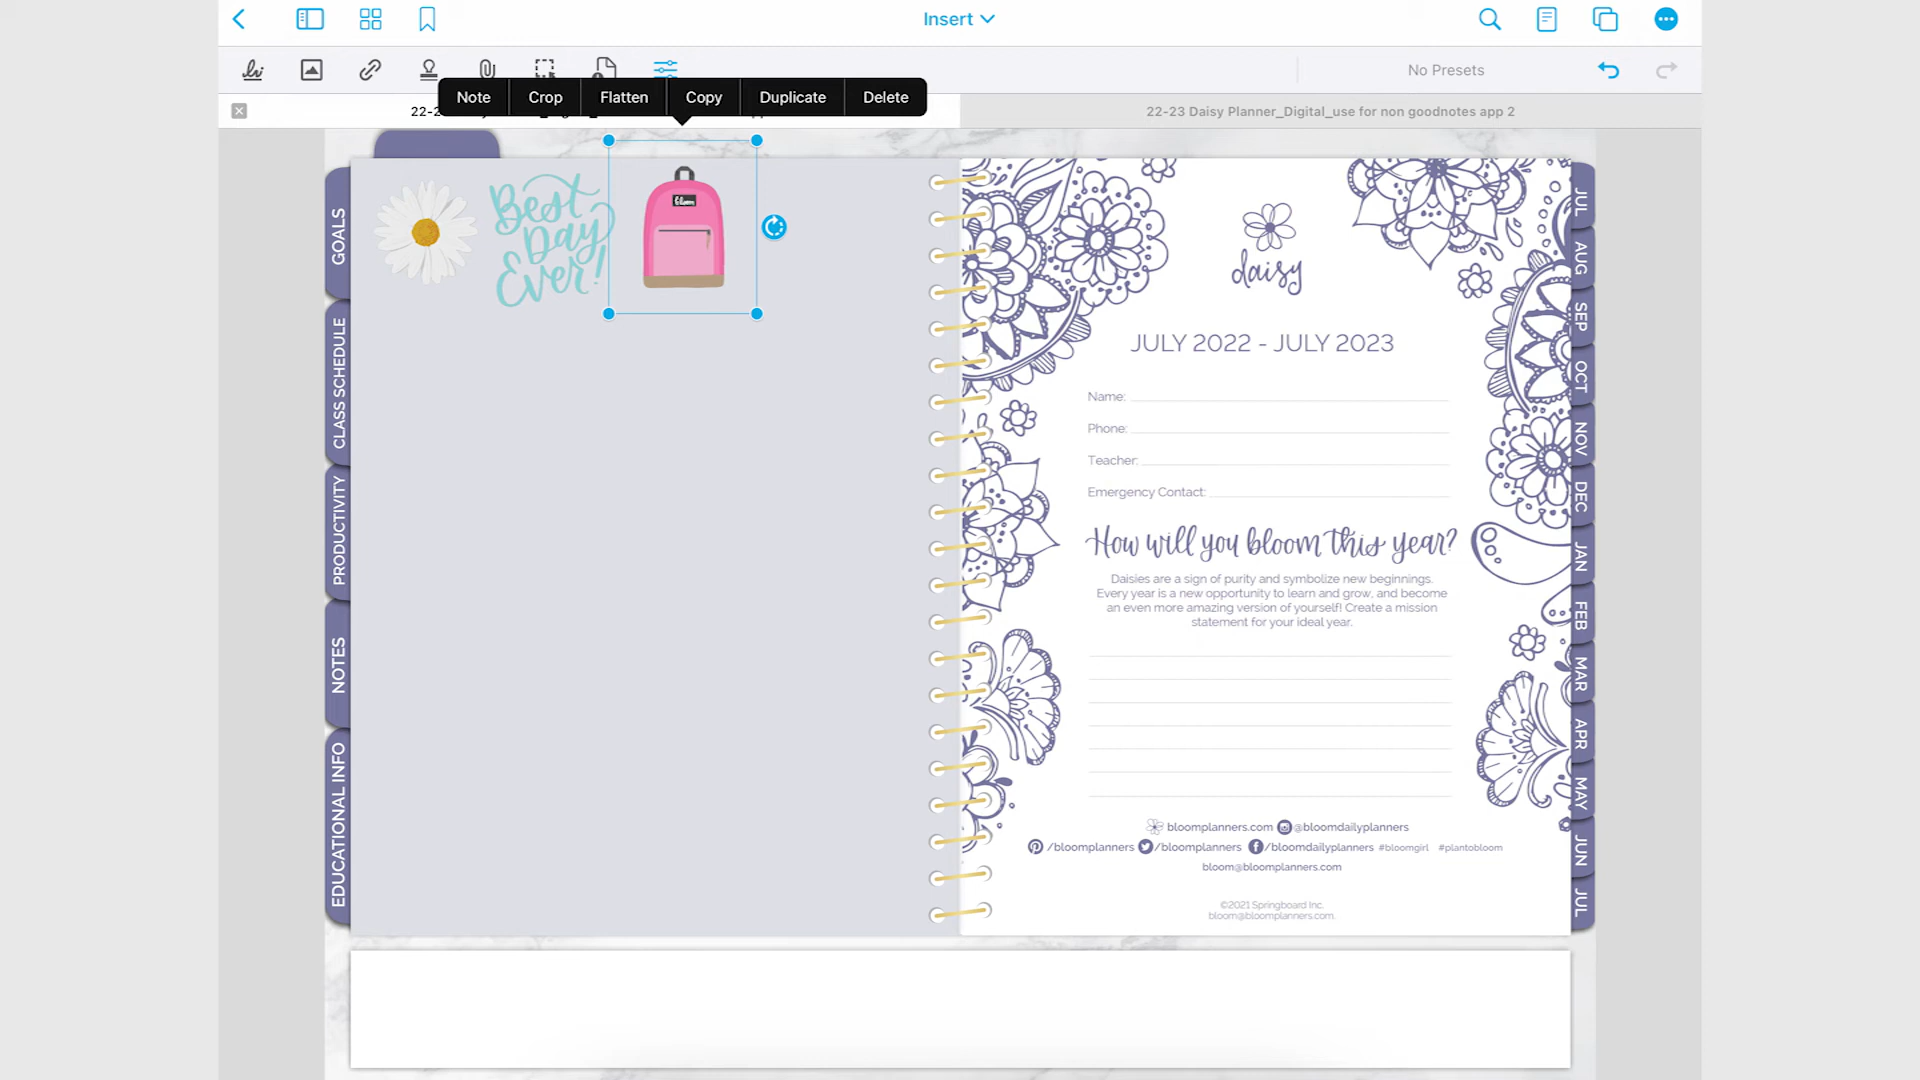 Insert
No Presets
Note Crop Flatten Copy Duplicate Delete
22-23 Daisy Planner_Digital_use for non goodnotes app 2
GOALS
CLASS SCHEDULE
PRODUCTIVITY
NOTES
EDUCATIONAL INFO
Best
Day
Ever!
bloom
daisy
JULY 2022 - JULY 2023
Name:
Phone:
Teacher:
Emergency Contact:
How will you bloom this year?
Daisies are a sign of purity and symbolize new beginnings.
Every year is a new opportunity to learn and grow, and become
an even more amazing version of yourself! Create a mission
statement for your ideal year.
bloomplanners.com @bloomdailyplanners
/bloomplanners /bloomplanners /bloomdailyplanners #bloomgirl #plantobloom
bloom@bloomplanners.com
©2021 Springboard Inc.
bloom@bloomplanners.com.
JUL
AUG
SEP
OCT
NOV
DEC
JAN
FEB
MAR
APR
MAY
JUN
JUL